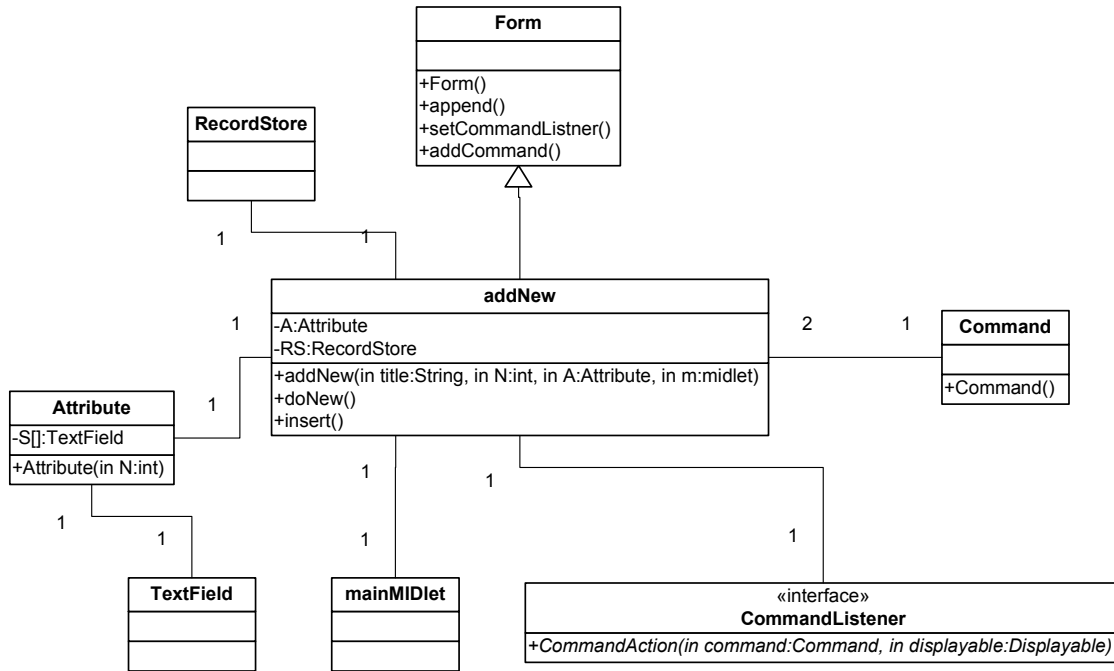 Form
+Form()
+append()
+setCommandListner()
+addCommand()
RecordStore
1
1
addNew
-A:Attribute
-RS:RecordStore
+addNew(in title:String, in N:int, in A:Attribute, in m:midlet)
+doNew()
+insert()
2
1
Command
+Command()
1
1
Attribute
-S[]:TextField
+Attribute(in N:int)
1
1
1
1
1
1
TextField
mainMIDlet
«interface»
CommandListener
+CommandAction(in command:Command, in displayable:Displayable)